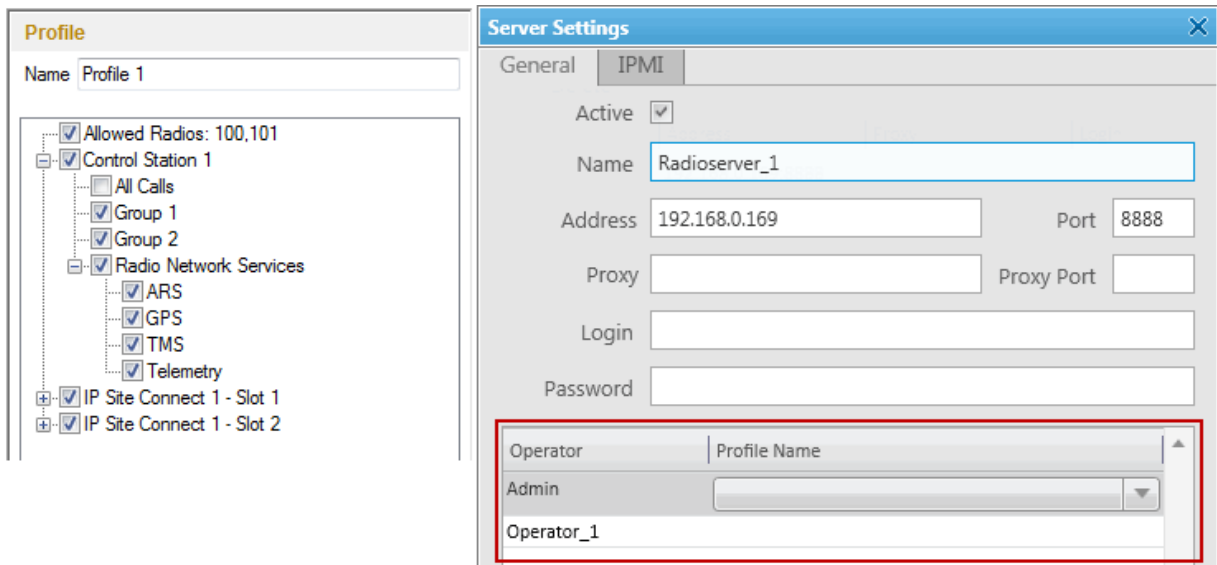 Profile
Name Profile 1
Allowed Radios: 100,101
Control Station 1
All Calls
Group 1
Group 2
Radio Network Services
ARS
GPS
TMS
Telemetry
IP Site Connect 1 - Slot 1
IP Site Connect 1 - Slot 2
Server Settings
General IPMI
Active
Name Radioserver_1
Address 192.168.0.169 Port 8888
Proxy Proxy Port
Login
Password
Operator Profile Name
Admin
Operator_1